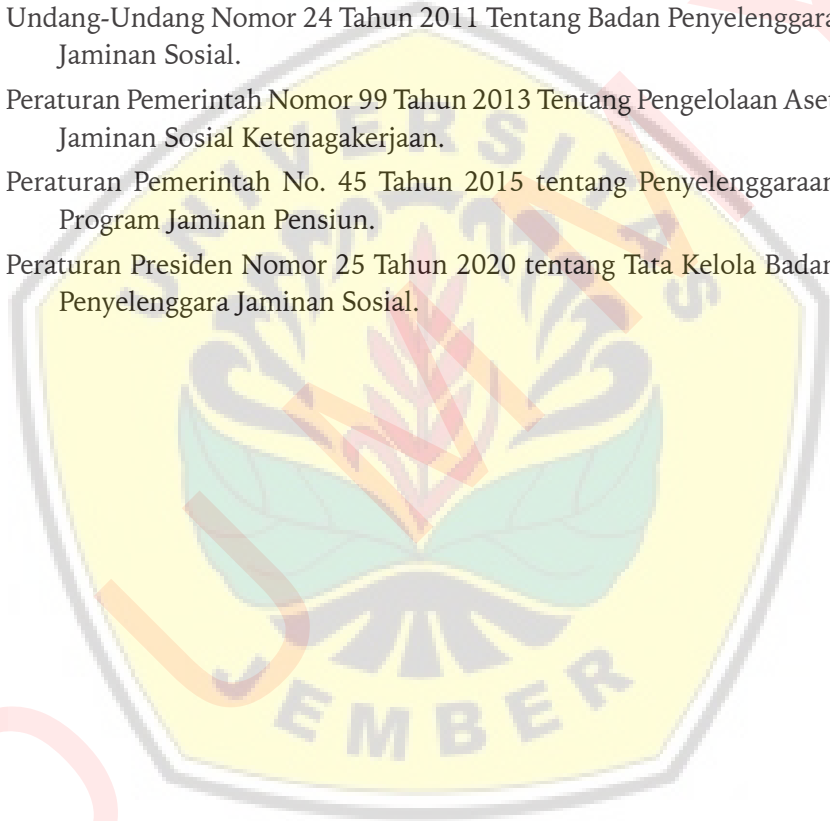 Undang-Undang Nomor 24 Tahun 2011 Tentang Badan Penyelenggara
Jaminan Sosial.
Peraturan Pemerintah Nomor 99 Tahun 2013 Tentang Pengelolaan Aset
Jaminan Sosial Ketenagakerjaan.
Peraturan Pemerintah No. 45 Tahun 2015 tentang Penyelenggaraan
Program Jaminan Pensiun.
Peraturan Presiden Nomor 25 Tahun 2020 tentang Tata Kelola Badan
Penyelenggara Jaminan Sosial.
UNIVERSITAS
JEMBER